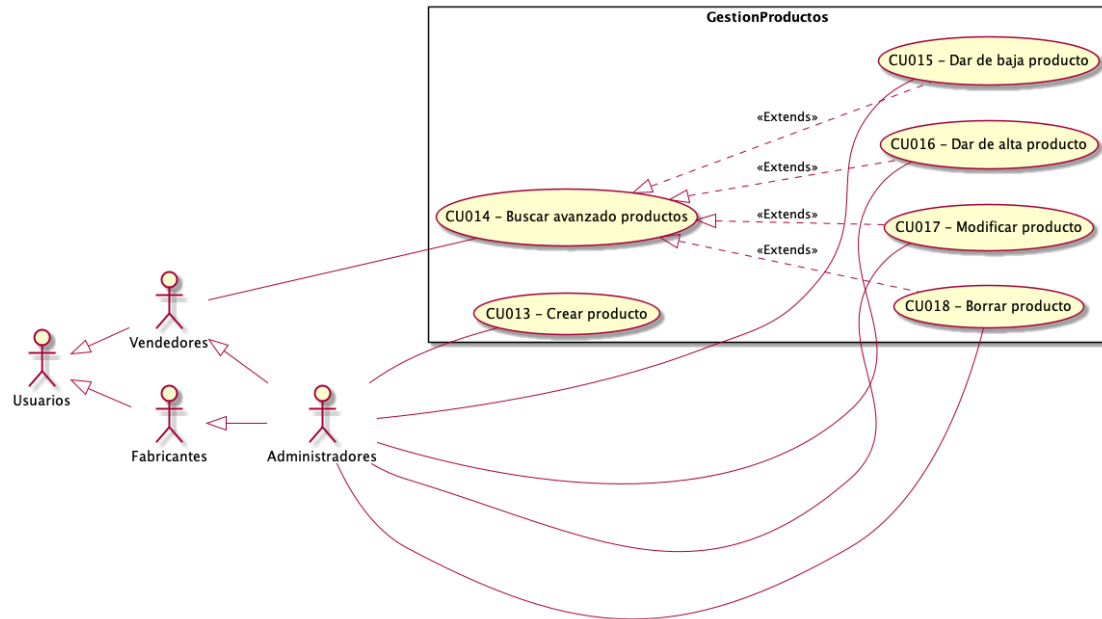 GestionProductos
CU015 – Dar de baja producto
«Extends»
CU016 – Dar de alta producto
«Extends»
CU014 – Buscar avanzado productos
«Extends»
CU017 – Modificar producto
«Extends»
CU018 – Borrar producto
CU013 – Crear producto
Vendedores
Usuarios
Fabricantes
Administradores